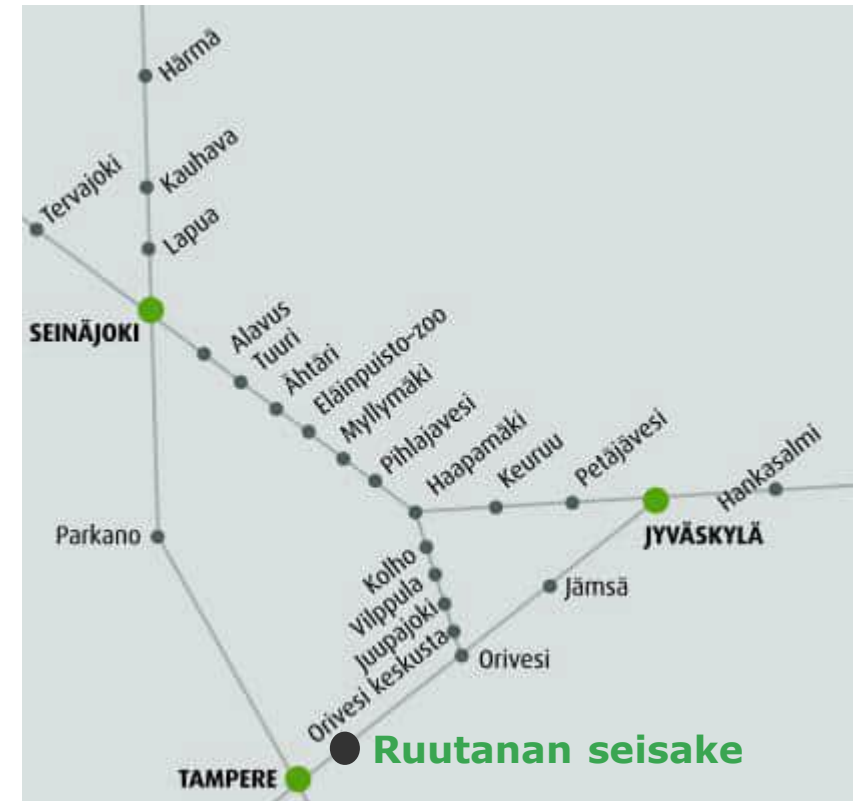 Härmä
Kauhava
Tervajoki
Lapua
SEINÄJOKI
Alavus
Tuuri
Ähtäri
Eläinpuisto-zoo
Myllymäki
Pihlajavesi
Haapamäki
Keuruu
Petäjävesi
Hankasalmi
JYVÄSKYLÄ
Parkano
Kolho
Vilppula
Juupajoki
Orivesi keskusta
Jämsä
Orivesi
Ruutanan seisake
TAMPERE